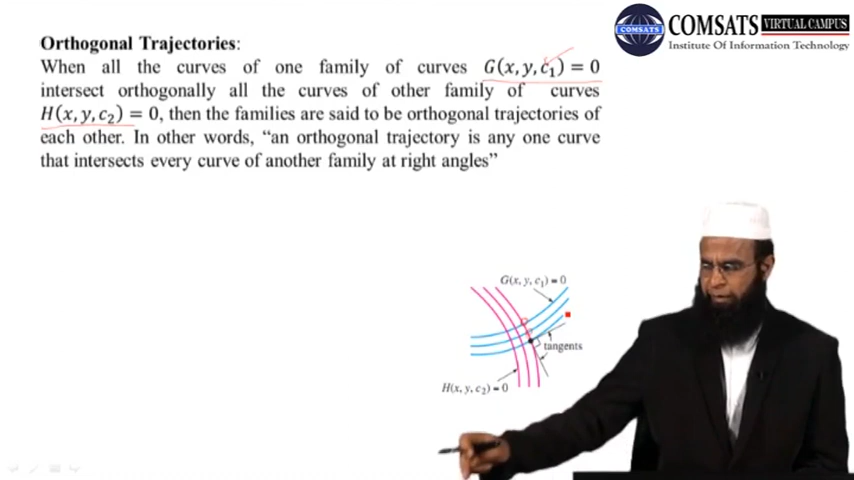 COMSATS VIRTUAL CAMPUS
COMSATS
Institute Of Information Technology
Orthogonal Trajectories:
When all the curves of one family of curves G(x, y, c₁) = 0
intersect orthogonally all the curves of other family of curves
H(x, y, c₂) = 0, then the families are said to be orthogonal trajectories of
each other. In other words, “an orthogonal trajectory is any one curve
that intersects every curve of another family at right angles”
G(x, y, c₁) = 0
tangents
H(x, y, c₂) = 0